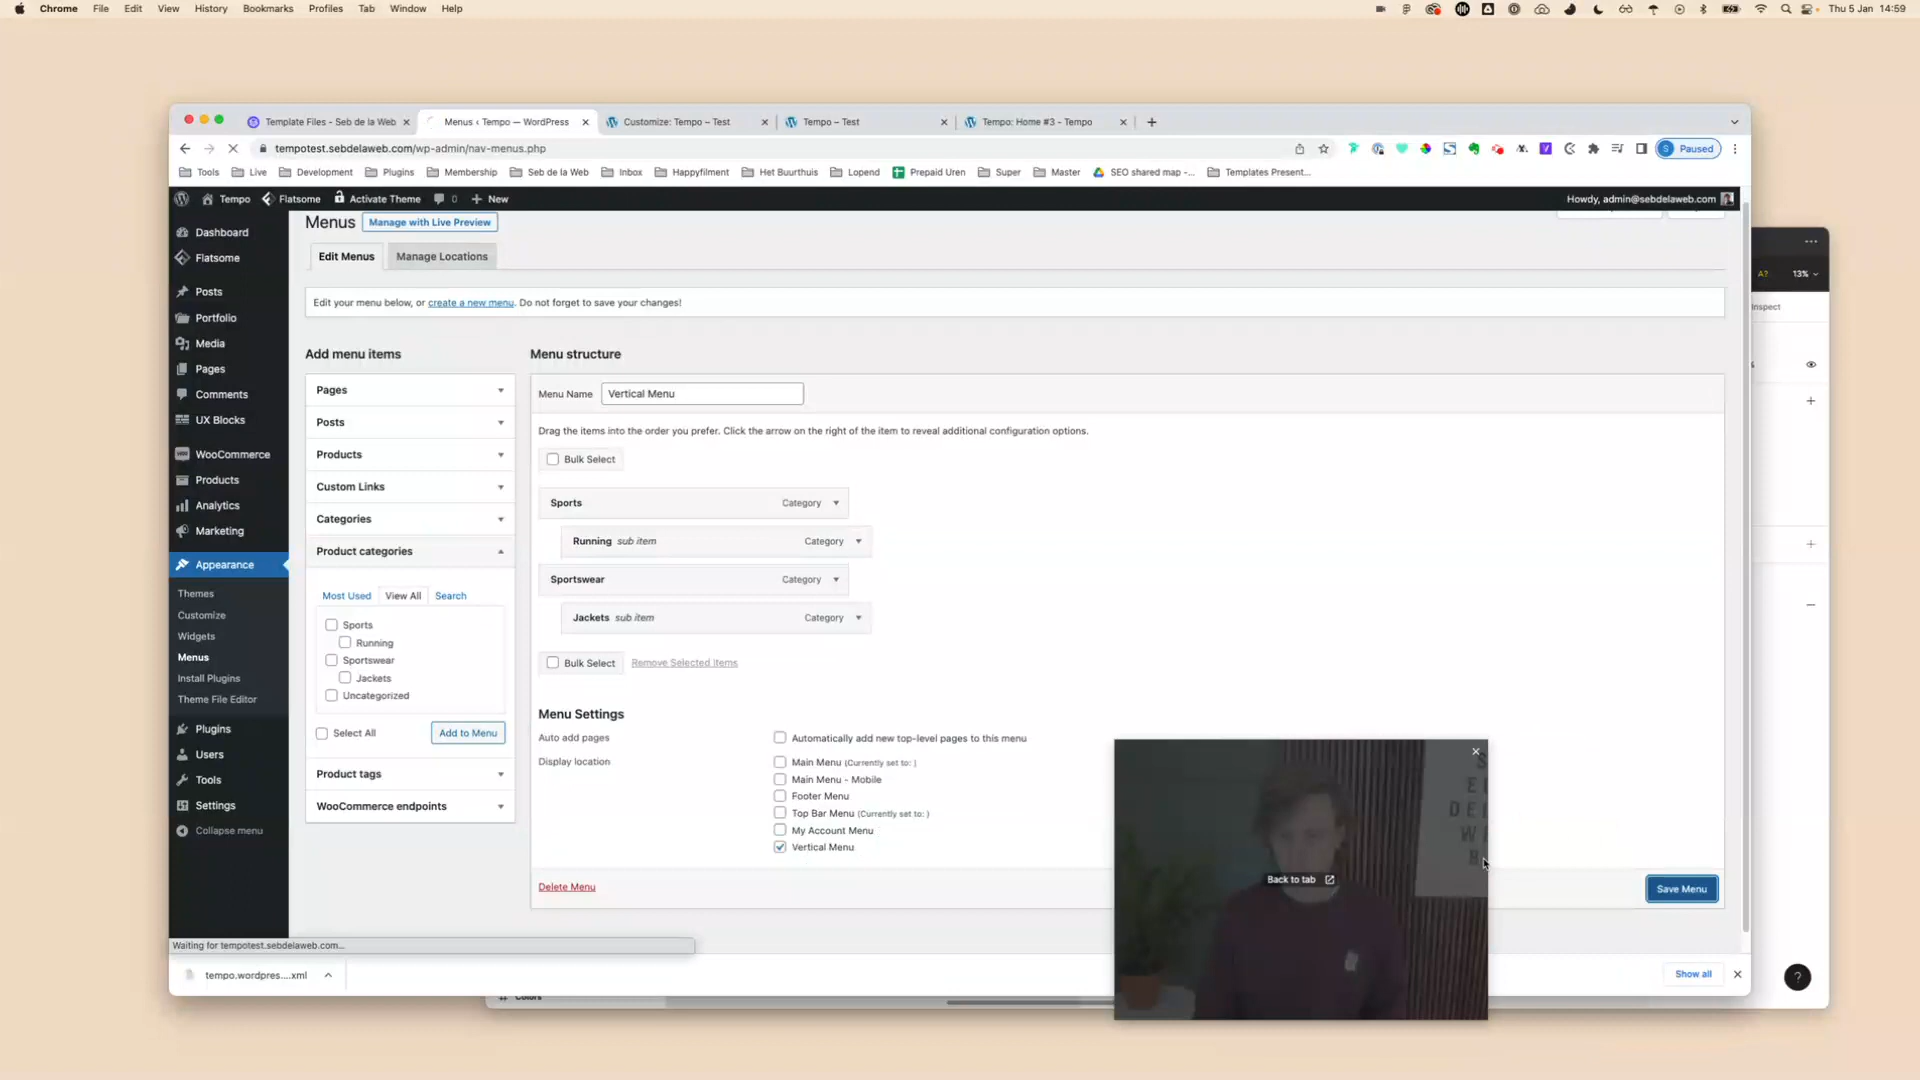 Chrome File Edit View History Bookmarks Profiles Tab Window Help Thu 5 Jan 14:59
Template Files - Seb de la Web Menus ‹ Tempo — WordPress Customize: Tempo – Test Tempo – Test Tempo: Home #3 - Tempo
tempotest.sebdelaweb.com/wp-admin/nav-menus.php S Paused
Tools Live Development Plugins Membership Seb de la Web Inbox Happyfilment Het Buurthuis Lopend Prepaid Uren Super Master SEO shared map -... Templates Present...
Tempo Flatsome Activate Theme 0 New Howdy, admin@sebdelaweb.com
Menus Manage with Live Preview
Edit Menus Manage Locations
Edit your menu below, or create a new menu. Do not forget to save your changes!
Dashboard
Flatsome
Posts
Portfolio
Media
Pages
Comments
UX Blocks
WooCommerce
Products
Analytics
Marketing
Appearance
Themes
Customize
Widgets
Menus
Install Plugins
Theme File Editor
Plugins
Users
Tools
Settings
Collapse menu
Add menu items
Pages
Posts
Products
Custom Links
Categories
Product categories
Most Used View All Search
Sports
Running
Sportswear
Jackets
Uncategorized
Select All Add to Menu
Product tags
WooCommerce endpoints
Menu structure
Menu Name Vertical Menu
Drag the items into the order you prefer. Click the arrow on the right of the item to reveal additional configuration options.
Bulk Select
Sports Category
Running sub item Category
Sportswear Category
Jackets sub item Category
Bulk Select Remove Selected Items
Menu Settings
Auto add pages Automatically add new top-level pages to this menu
Display location Main Menu (Currently set to: )
Main Menu - Mobile
Footer Menu
Top Bar Menu (Currently set to: )
My Account Menu
Vertical Menu
Delete Menu Save Menu
Back to tab
Waiting for tempotest.sebdelaweb.com...
tempo.wordpres....xml Show all
Colors
A? 13%
Inspect
?